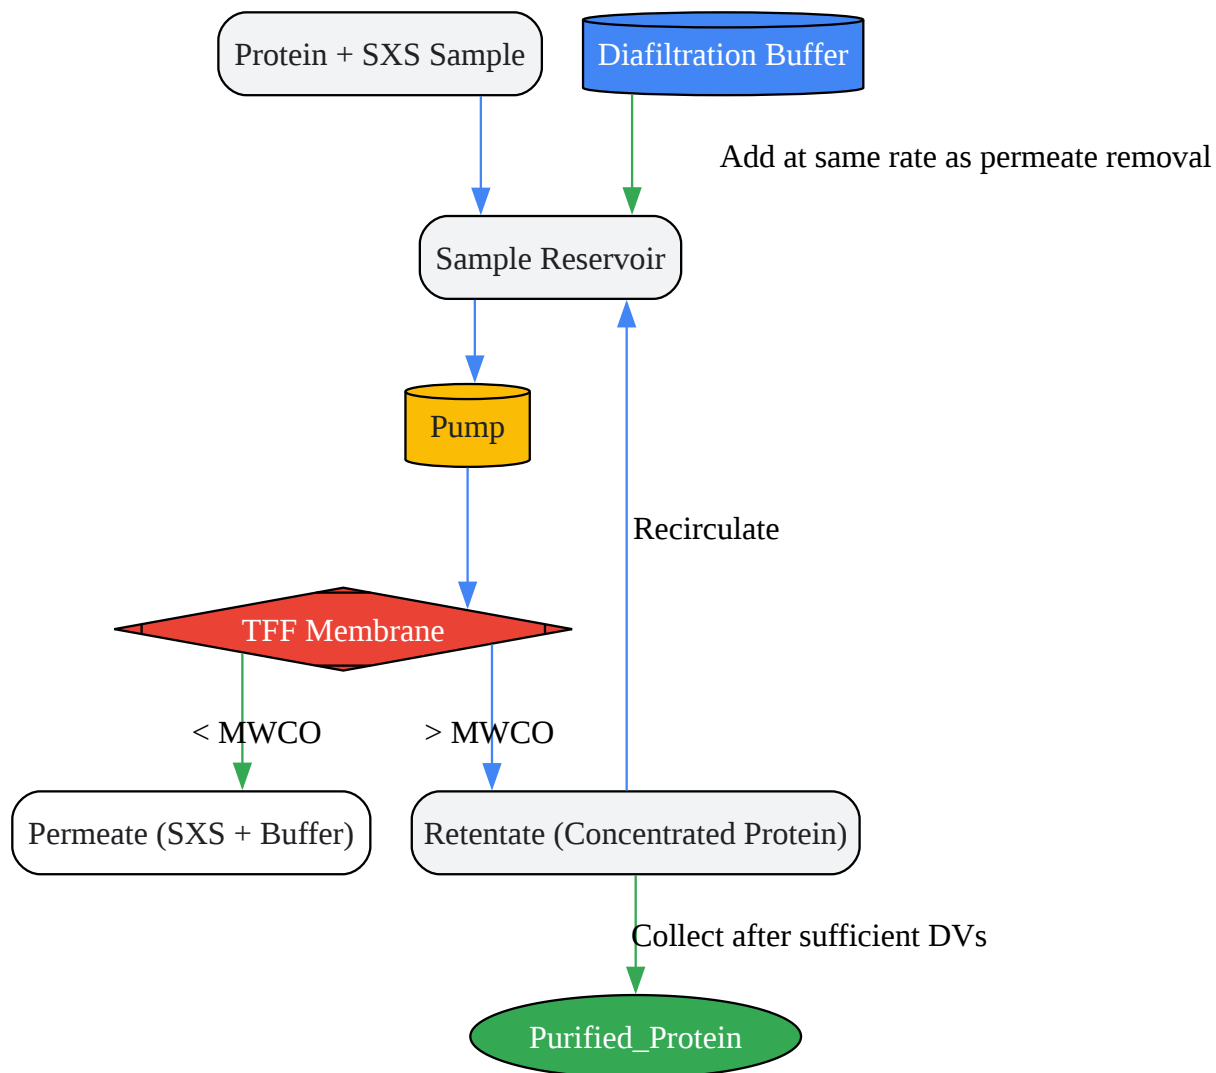 Protein + SXS Sample
Diafiltration Buffer
Add at same rate as permeate removal
Sample Reservoir
Pump
Recirculate
TFF Membrane
< MWCO
> MWCO
Permeate (SXS + Buffer)
Retentate (Concentrated Protein)
Collect after sufficient DVs
Purified_Protein